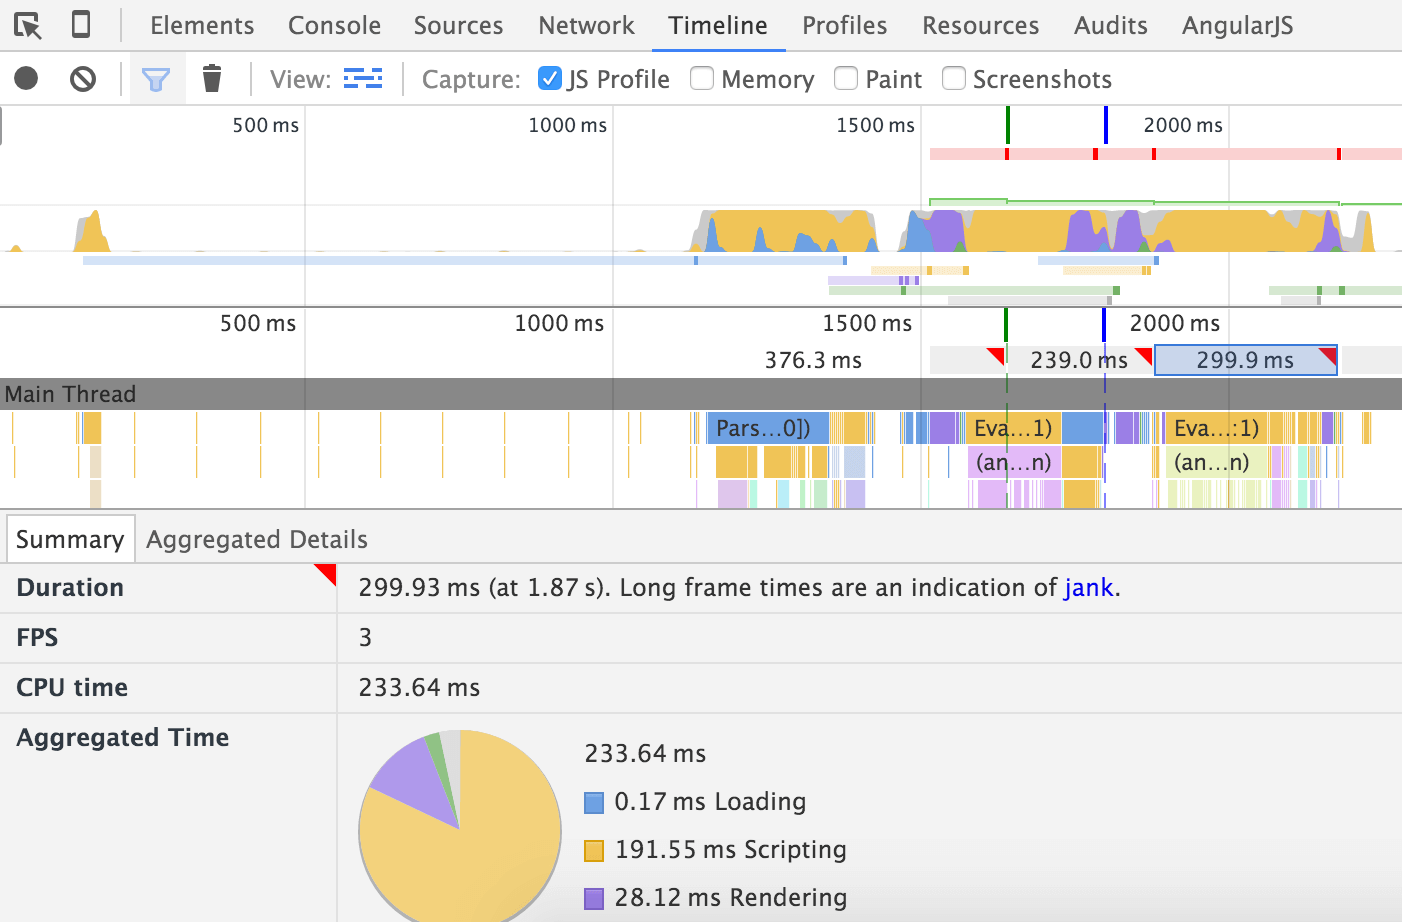 Elements Console Sources Network Timeline Profiles Resources Audits AngularJS
View: Capture: JS Profile Memory Paint Screenshots
500 ms 1000 ms 1500 ms 2000 ms
500 ms 1000 ms 1500 ms 2000 ms
376.3 ms 239.0 ms 299.9 ms
Main Thread
Pars...0]) Eva...1) Eva...:1)
(an...n) (an...n)
Summary Aggregated Details
Duration 299.93 ms (at 1.87 s). Long frame times are an indication of jank.
FPS 3
CPU time 233.64 ms
Aggregated Time 233.64 ms
0.17 ms Loading
191.55 ms Scripting
28.12 ms Rendering